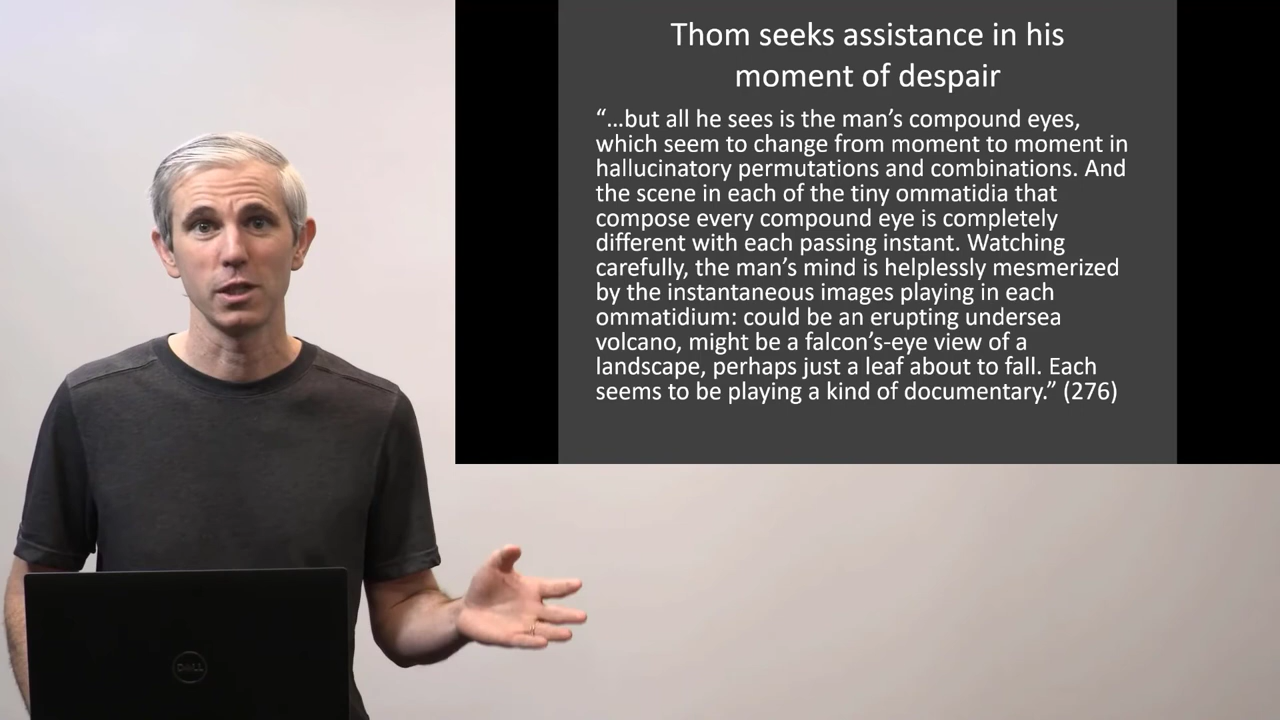 Thom seeks assistance in his
moment of despair
“...but all he sees is the man’s compound eyes,
which seem to change from moment to moment in
hallucinatory permutations and combinations. And
the scene in each of the tiny ommatidia that
compose every compound eye is completely
different with each passing instant. Watching
carefully, the man’s mind is helplessly mesmerized
by the instantaneous images playing in each
ommatidium: could be an erupting undersea
volcano, might be a falcon’s-eye view of a
landscape, perhaps just a leaf about to fall. Each
seems to be playing a kind of documentary.” (276)
DELL